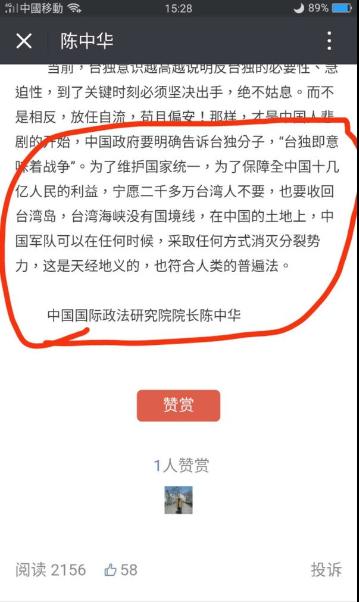 中國移動
15:28
89%
陈中华
当前，台独意识越高越说明反台独的必要性、急
迫性，到了关键时刻必须坚决出手，绝不姑息。而不
是相反，放任自流，苟且偏安！那样，才是中国人悲
剧的开始，中国政府要明确告诉台独分子，“台独即意
味着战争”。为了维护国家统一，为了保障全中国十几
亿人民的利益，宁愿二千多万台湾人不要，也要收回
台湾岛，台湾海峡没有国境线，在中国的土地上，中
国军队可以在任何时候，采取任何方式消灭分裂势
力，这是天经地义的，也符合人类的普遍法。
中国国际政法研究院院长陈中华
赞赏
1人赞赏
阅读 2156 58 投诉